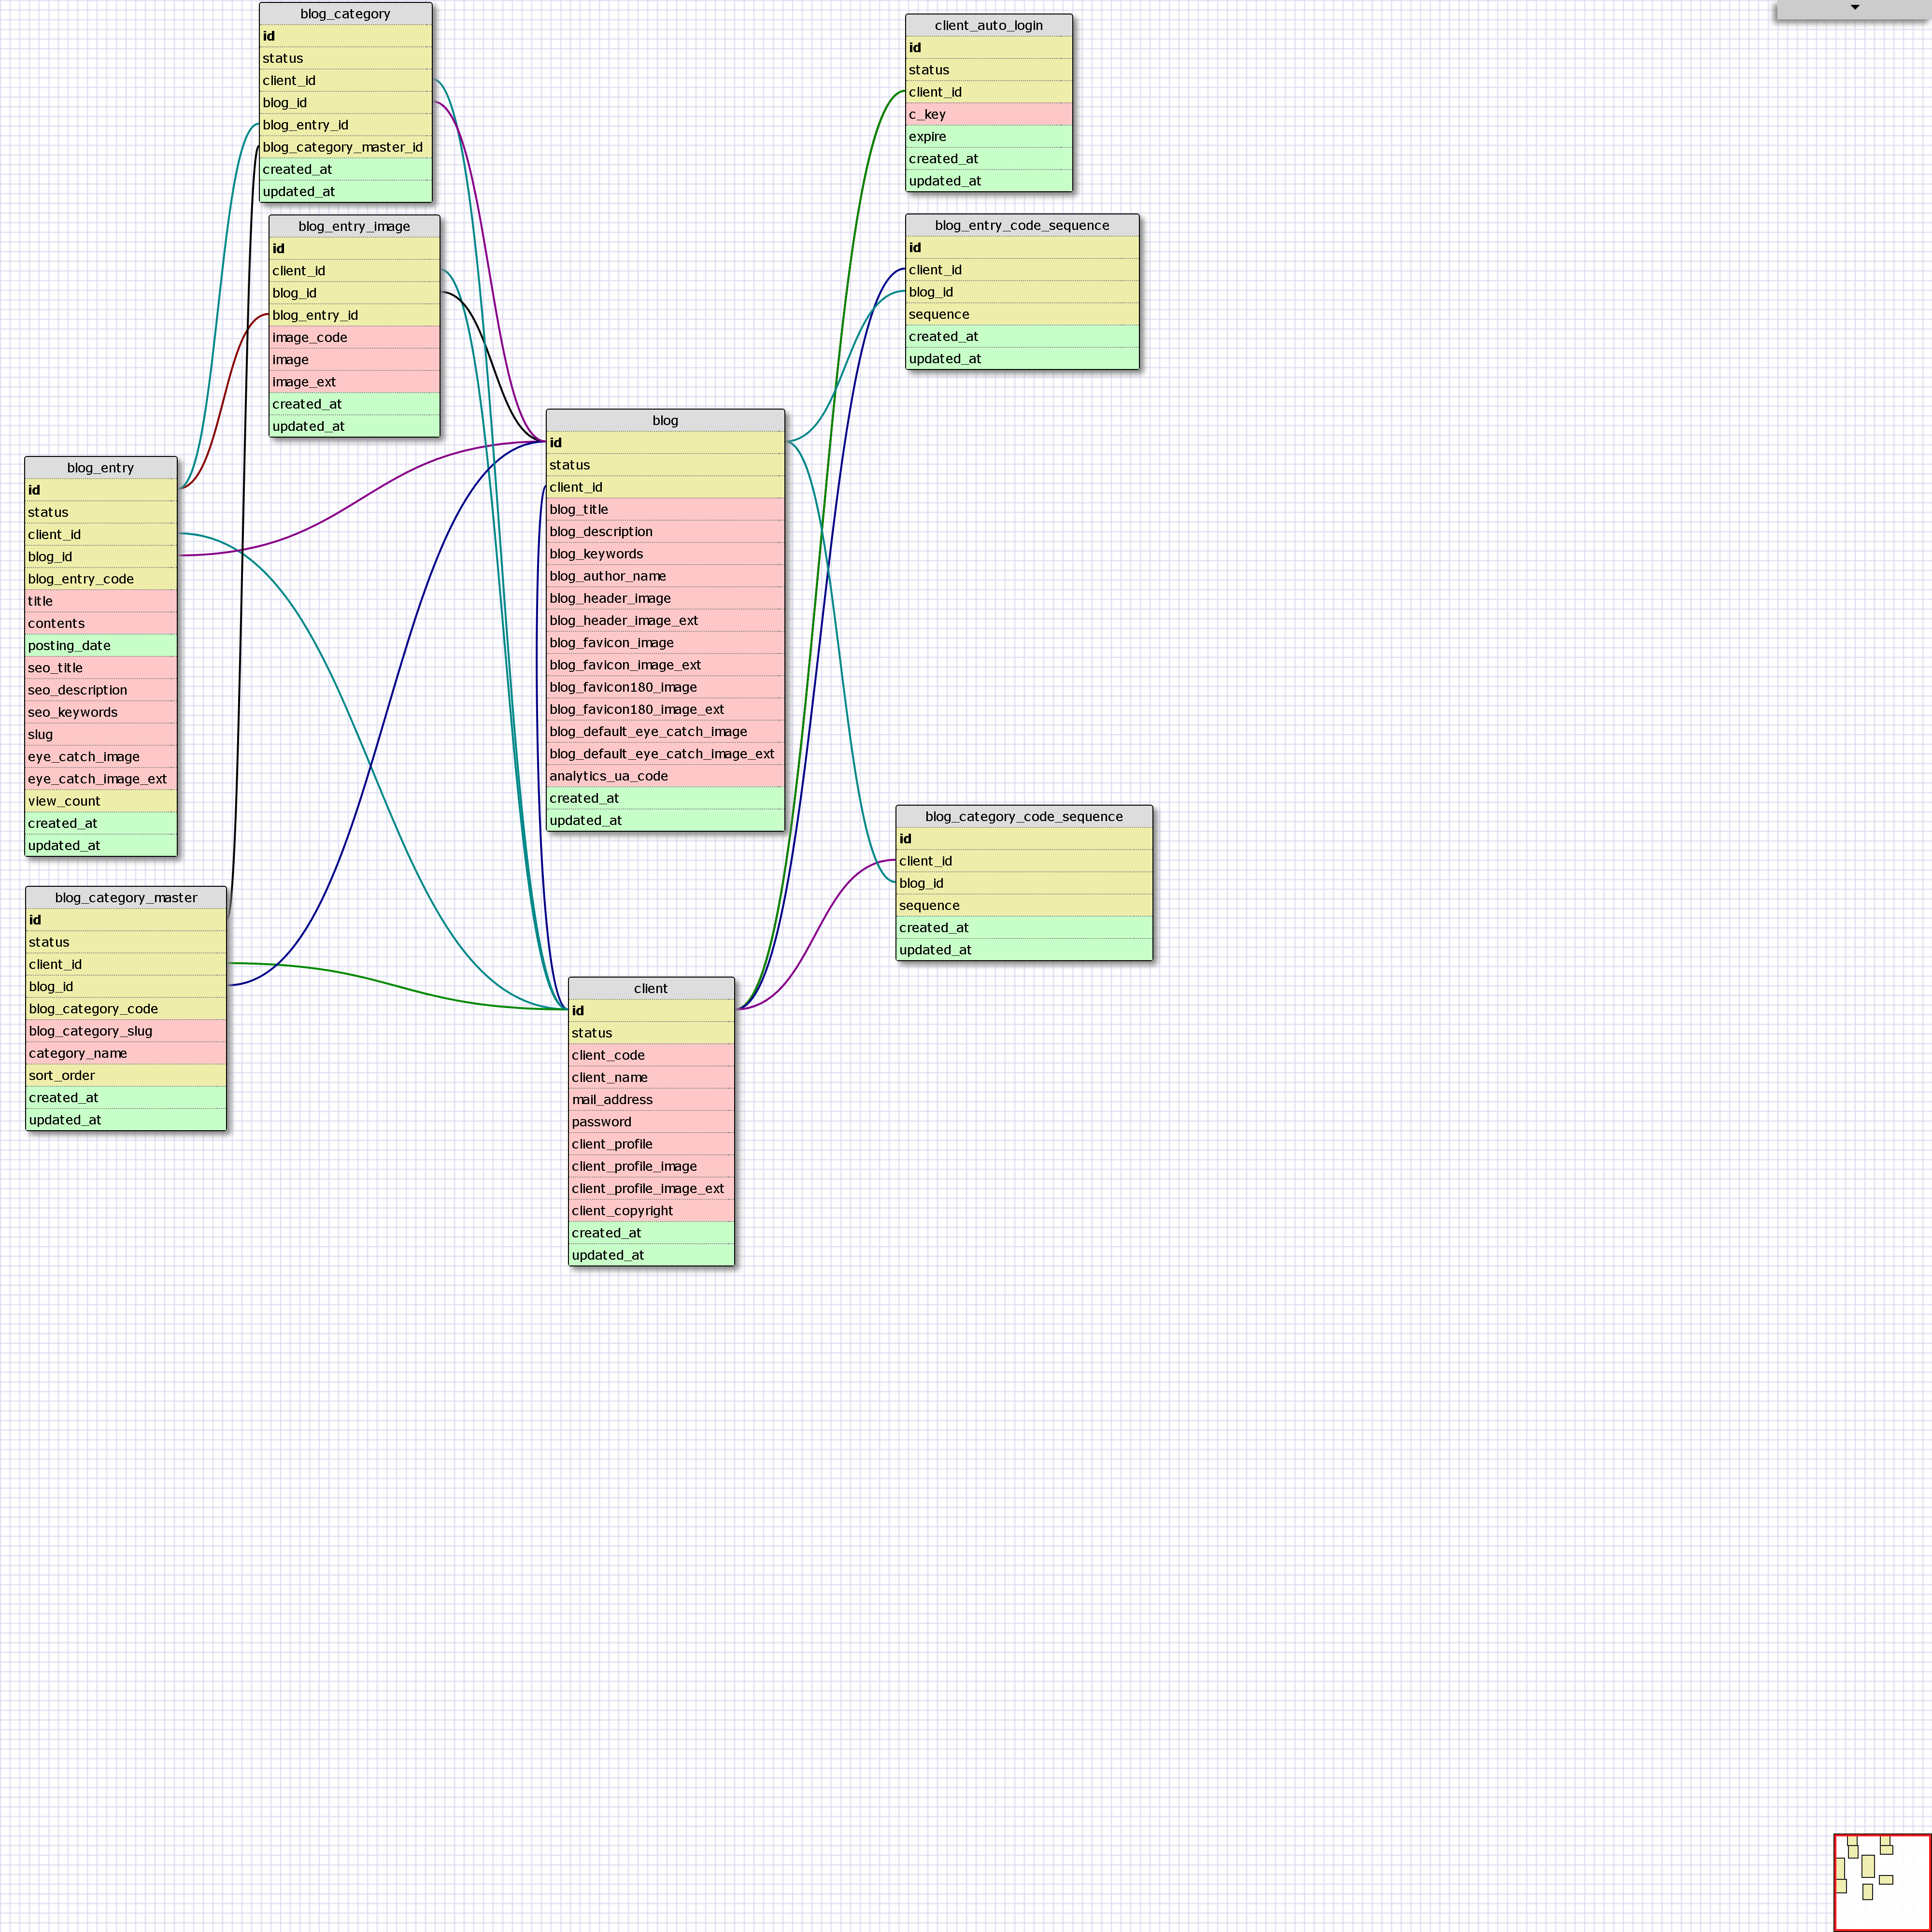 blog_category
id
status
client_id
blog_id
blog_entry_id
blog_category_master_id
created_at
updated_at
client_auto_login
id
status
client_id
c_key
expire
created_at
updated_at
blog_entry_image
id
client_id
blog_id
blog_entry_id
image_code
image
image_ext
created_at
updated_at
blog_entry_code_sequence
id
client_id
blog_id
sequence
created_at
updated_at
blog_entry
id
status
client_id
blog_id
blog_entry_code
title
contents
posting_date
seo_title
seo_description
seo_keywords
slug
eye_catch_image
eye_catch_image_ext
view_count
created_at
updated_at
blog
id
status
client_id
blog_title
blog_description
blog_keywords
blog_author_name
blog_header_image
blog_header_image_ext
blog_favicon_image
blog_favicon_image_ext
blog_favicon180_image
blog_favicon180_image_ext
blog_default_eye_catch_image
blog_default_eye_catch_image_ext
analytics_ua_code
created_at
updated_at
blog_category_code_sequence
id
client_id
blog_id
sequence
created_at
updated_at
blog_category_master
id
status
client_id
blog_id
blog_category_code
blog_category_slug
category_name
sort_order
created_at
updated_at
client
id
status
client_code
client_name
mail_address
password
client_profile
client_profile_image
client_profile_image_ext
client_copyright
created_at
updated_at